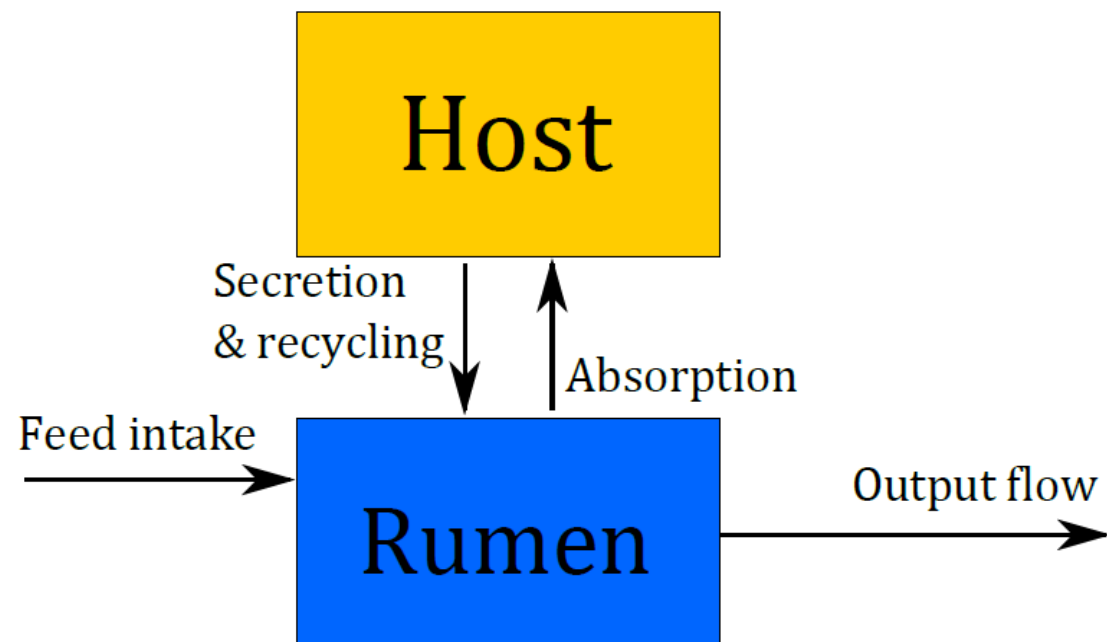 Host
Secretion
& recycling
Absorption
Feed intake
Output flow
Rumen